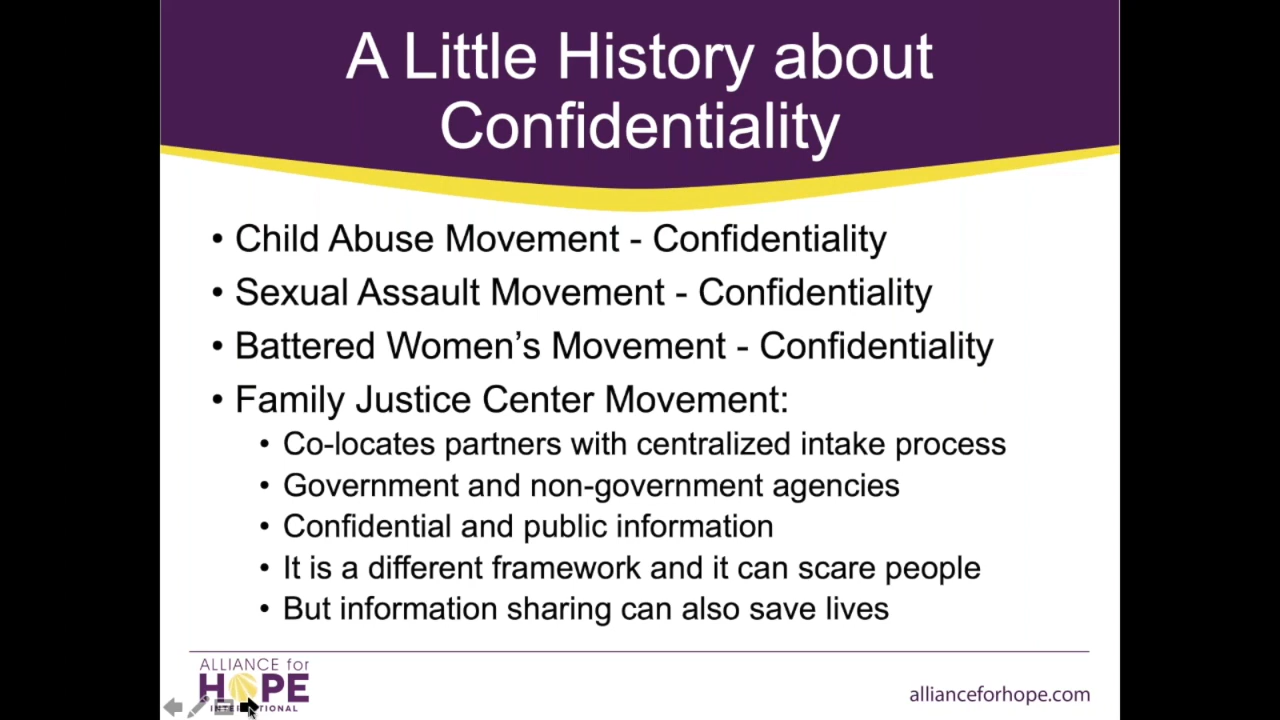 A Little History about
Confidentiality
• Child Abuse Movement - Confidentiality
• Sexual Assault Movement - Confidentiality
• Battered Women’s Movement - Confidentiality
• Family Justice Center Movement:
• Co-locates partners with centralized intake process
• Government and non-government agencies
• Confidential and public information
• It is a different framework and it can scare people
• But information sharing can also save lives
ALLIANCE for
HOPE
INTERNATIONAL
allianceforhope.com